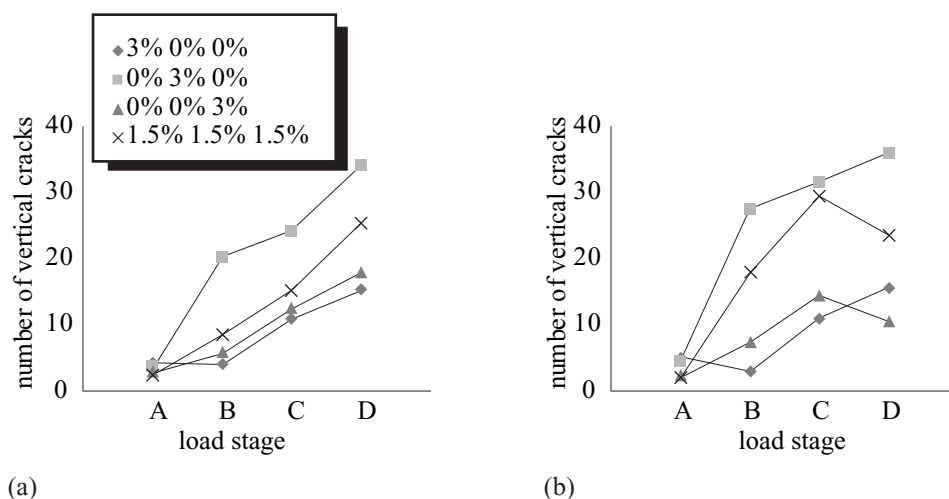 3% 0% 0%
0% 3% 0%
0% 0% 3%
1.5% 1.5% 1.5%
number of vertical cracks
40
30
20
10
0
A B C D
load stage
(a)
number of vertical cracks
40
30
20
10
0
A B C D
load stage
(b)